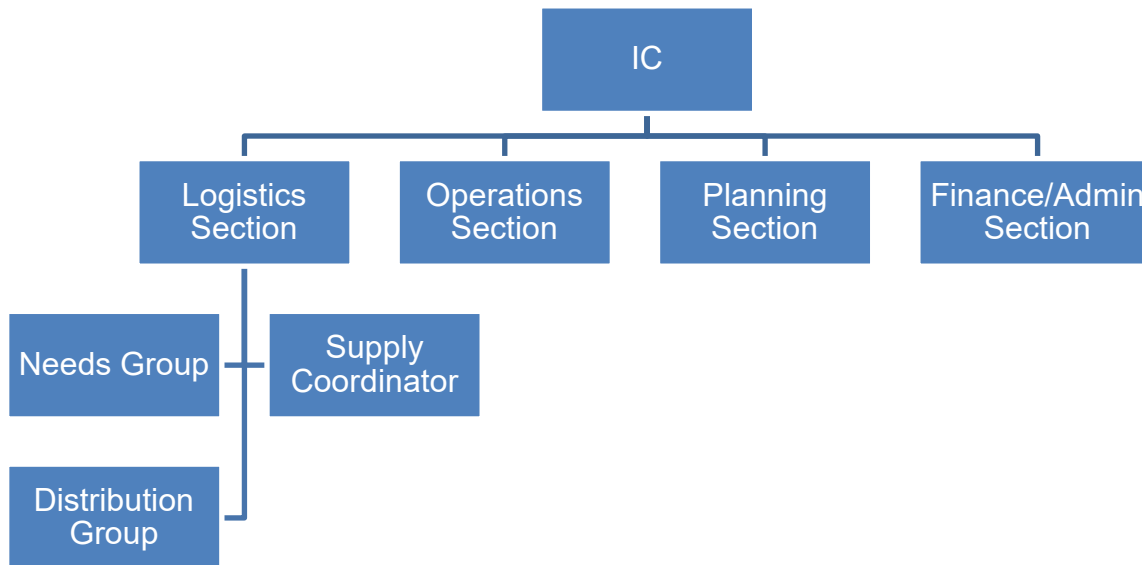 IC
Logistics
Section
Operations
Section
Planning
Section
Finance/Admin
Section
Needs Group
Supply
Coordinator
Distribution
Group